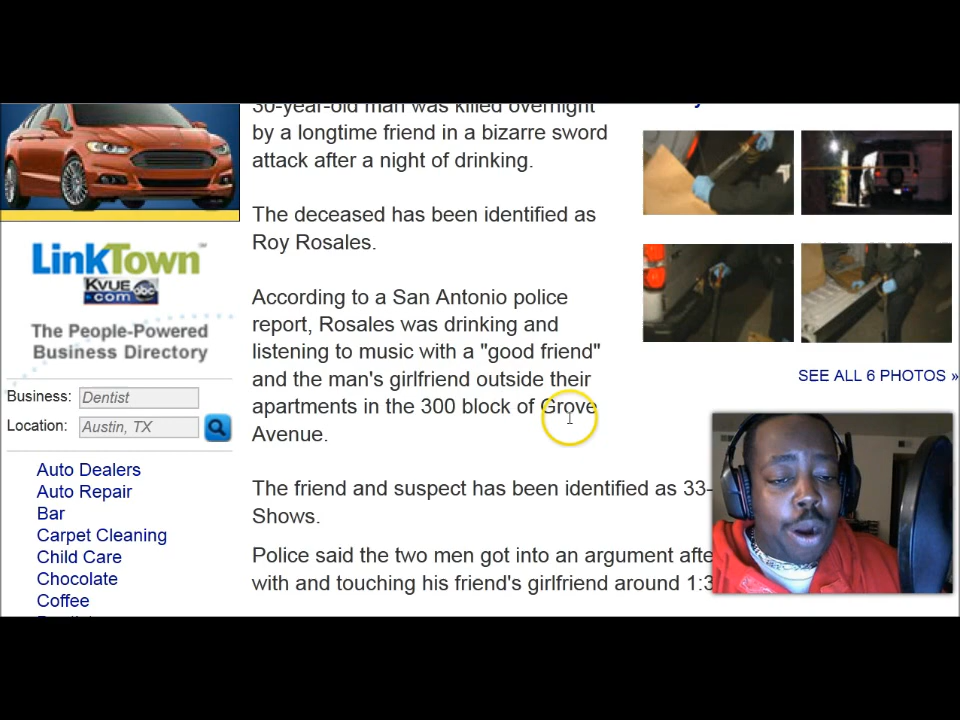 30-year-old man was killed overnight
by a longtime friend in a bizarre sword
attack after a night of drinking.
The deceased has been identified as
Roy Rosales.
According to a San Antonio police
report, Rosales was drinking and
listening to music with a "good friend"
and the man's girlfriend outside their
apartments in the 300 block of Grove
Avenue.
The friend and suspect has been identified as 33-
Shows.
Police said the two men got into an argument afte
with and touching his friend's girlfriend around 1:3
SEE ALL 6 PHOTOS »
LinkTown™
KVUE abc
.com
The People-Powered
Business Directory
Business: Dentist
Location: Austin, TX
Auto Dealers
Auto Repair
Bar
Carpet Cleaning
Child Care
Chocolate
Coffee